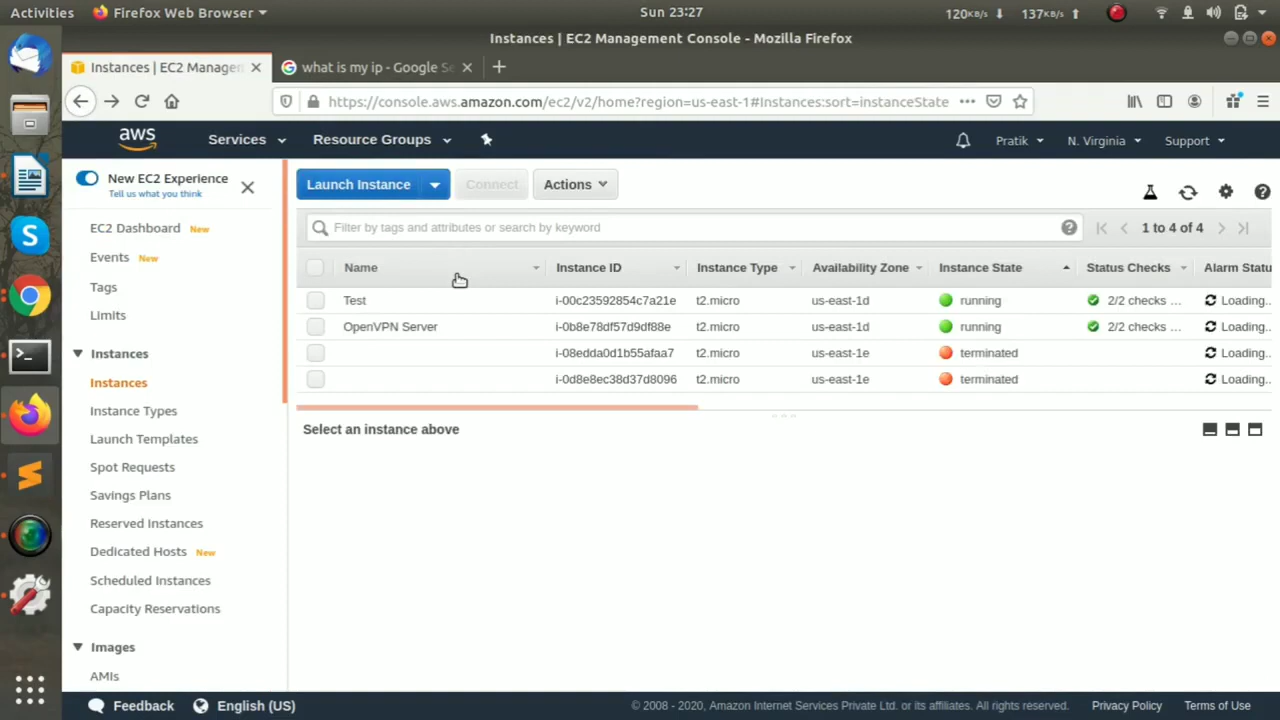 Activities Firefox Web Browser Sun 23:27 120KB/s 137KB/s
Instances | EC2 Management Console - Mozilla Firefox
Instances | EC2 Manage what is my ip - Google Se
https://console.aws.amazon.com/ec2/v2/home?region=us-east-1#Instances:sort=instanceState
aws Services Resource Groups Pratik N. Virginia Support
New EC2 Experience
Tell us what you think
Launch Instance Connect Actions
EC2 Dashboard New
Filter by tags and attributes or search by keyword 1 to 4 of 4
Events New
Tags
Limits
Name Instance ID Instance Type Availability Zone Instance State Status Checks Alarm Statu
Test i-00c23592854c7a21e t2.micro us-east-1d running 2/2 checks ... Loading...
OpenVPN Server i-0b8e78df57d9df88e t2.micro us-east-1d running 2/2 checks ... Loading...
i-08edda0d1b55afaa7 t2.micro us-east-1e terminated Loading...
i-0d8e8ec38d37d8096 t2.micro us-east-1e terminated Loading...
Select an instance above
Instances
Instances
Instance Types
Launch Templates
Spot Requests
Savings Plans
Reserved Instances
Dedicated Hosts New
Scheduled Instances
Capacity Reservations
Images
AMIs
Feedback English (US) © 2008 - 2020, Amazon Internet Services Private Ltd. or its affiliates. All rights reserved. Privacy Policy Terms of Use